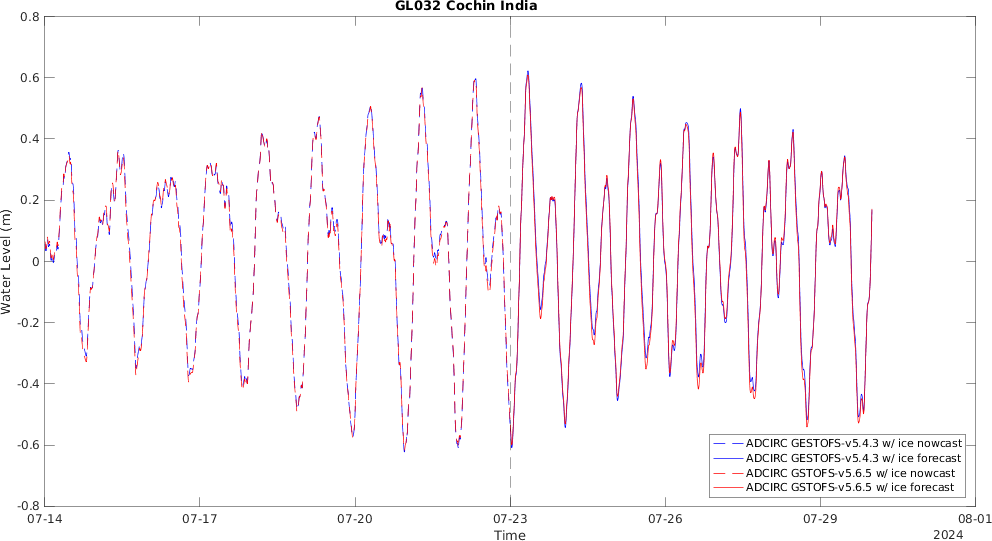 GL032 Cochin India
0.8
0.6
0.4
0.2
0
-0.2
-0.4
-0.6
-0.8
Water Level (m)
ADCIRC GESTOFS-v5.4.3 w/ ice nowcast
ADCIRC GESTOFS-v5.4.3 w/ ice forecast
ADCIRC GSTOFS-v5.6.5 w/ ice nowcast
ADCIRC GSTOFS-v5.6.5 w/ ice forecast
07-14 07-17 07-20 07-23 07-26 07-29 08-01
Time
2024